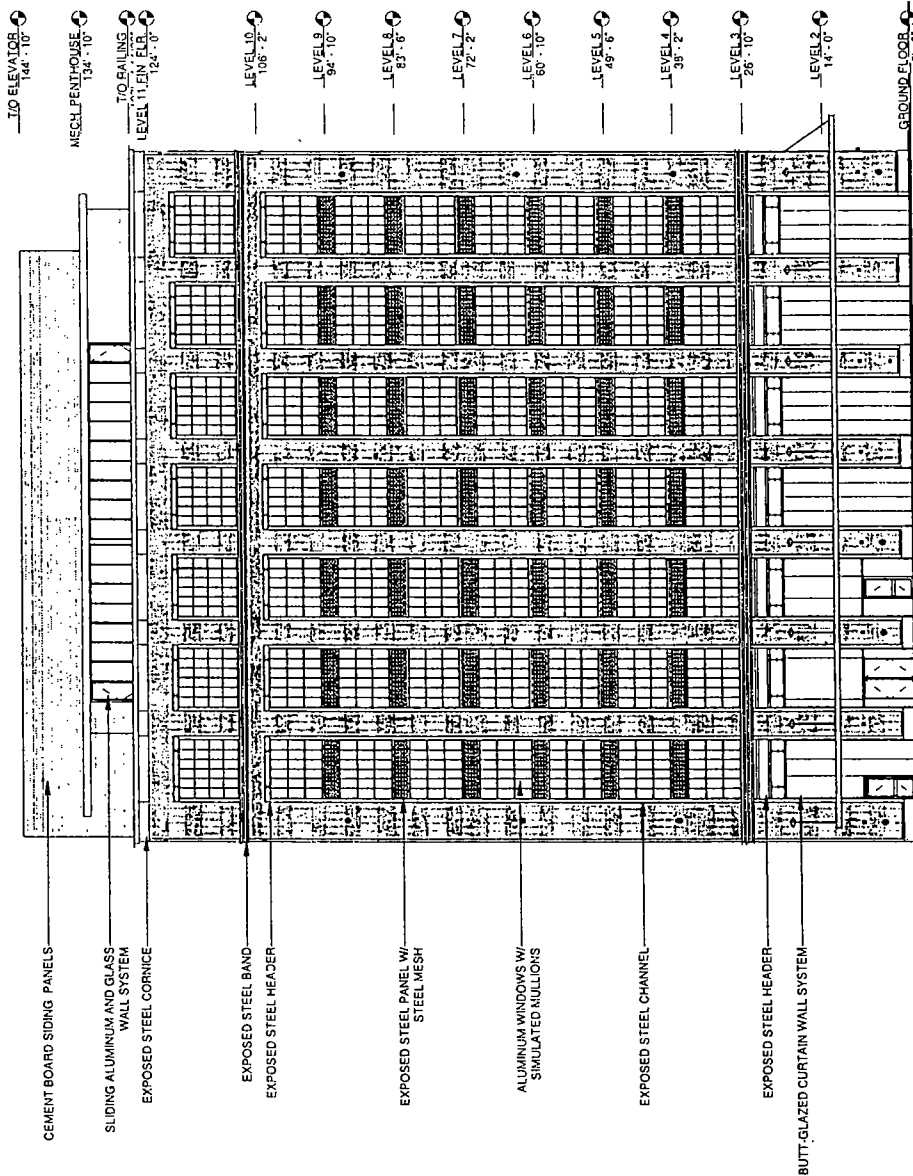 T/O ELEVATOR
144' - 10"
MECH. PENTHOUSE
134' - 10"
T/O RAILING
LEVEL 11 FIN FLR
124' - 0"
LEVEL 10
106' - 2"
LEVEL 9
94' - 10"
LEVEL 8
83' - 6"
LEVEL 7
72' - 2"
LEVEL 6
60' - 10"
LEVEL 5
49' - 6"
LEVEL 4
38' - 2"
LEVEL 3
26' - 10"
LEVEL 2
14' - 0"
GROUND FLOOR
CEMENT BOARD SIDING PANELS
SLIDING ALUMINUM AND GLASS
WALL SYSTEM
EXPOSED STEEL CORNICE
EXPOSED STEEL BAND
EXPOSED STEEL HEADER
EXPOSED STEEL PANEL W/
STEEL MESH
ALUMINUM WINDOWS W/
SIMULATED MULLIONS
EXPOSED STEEL CHANNEL
EXPOSED STEEL HEADER
BUTT-GLAZED CURTAIN WALL SYSTEM